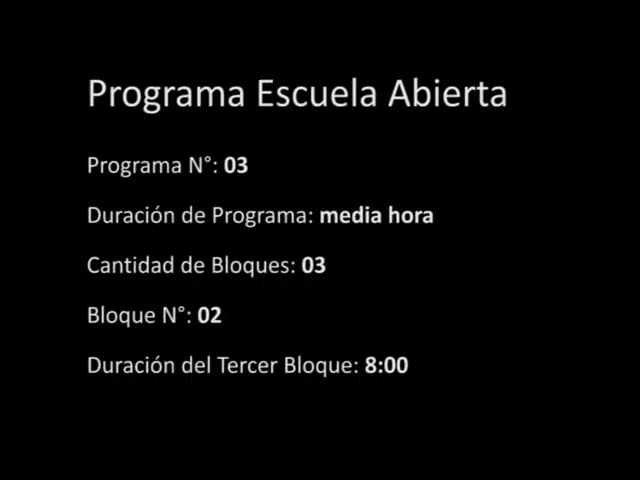 Programa Escuela Abierta
Programa N°: 03
Duración de Programa: media hora
Cantidad de Bloques: 03
Bloque N°: 02
Duración del Tercer Bloque: 8:00